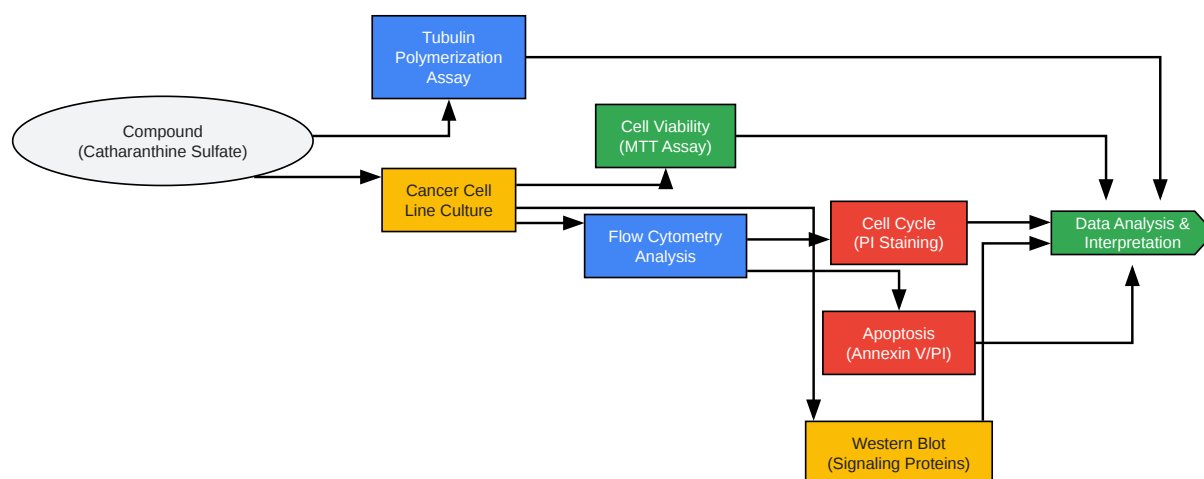 Tubulin
Polymerization
Assay
Compound
(Catharanthine Sulfate)
Cell Viability
(MTT Assay)
Cancer Cell
Line Culture
Flow Cytometry
Analysis
Cell Cycle
(PI Staining)
Data Analysis &
Interpretation
Apoptosis
(Annexin V/PI)
Western Blot
(Signaling Proteins)